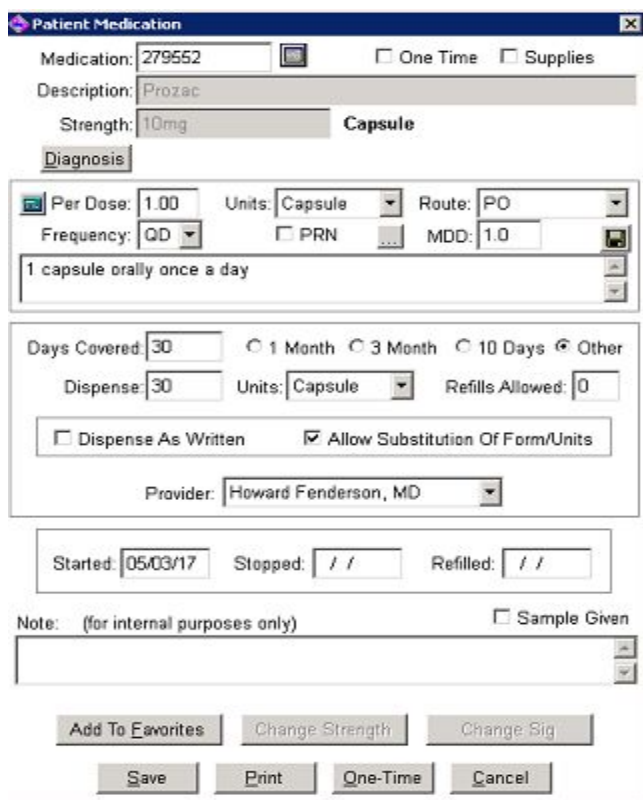 Patient Medication
Medication: 279552 One Time Supplies
Description: Prozac
Strength: 10mg Capsule
Diagnosis
Per Dose: 1.00 Units: Capsule Route: PO
Frequency: QD PRN ... MDD: 1.0
1 capsule orally once a day
Days Covered: 30 1 Month 3 Month 10 Days Other
Dispense: 30 Units: Capsule Refills Allowed: 0
Dispense As Written Allow Substitution Of Form/Units
Provider: Howard Fenderson, MD
Started: 05/03/17 Stopped: / / Refilled: / /
Note: (for internal purposes only) Sample Given
Add To Favorites Change Strength Change Sig
Save Print One-Time Cancel